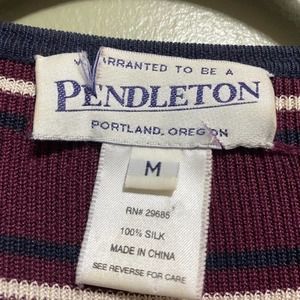 WARRANTED TO BE A
PENDLETON
PORTLAND, OREGON
M
RN# 29685
100% SILK
MADE IN CHINA
SEE REVERSE FOR CARE